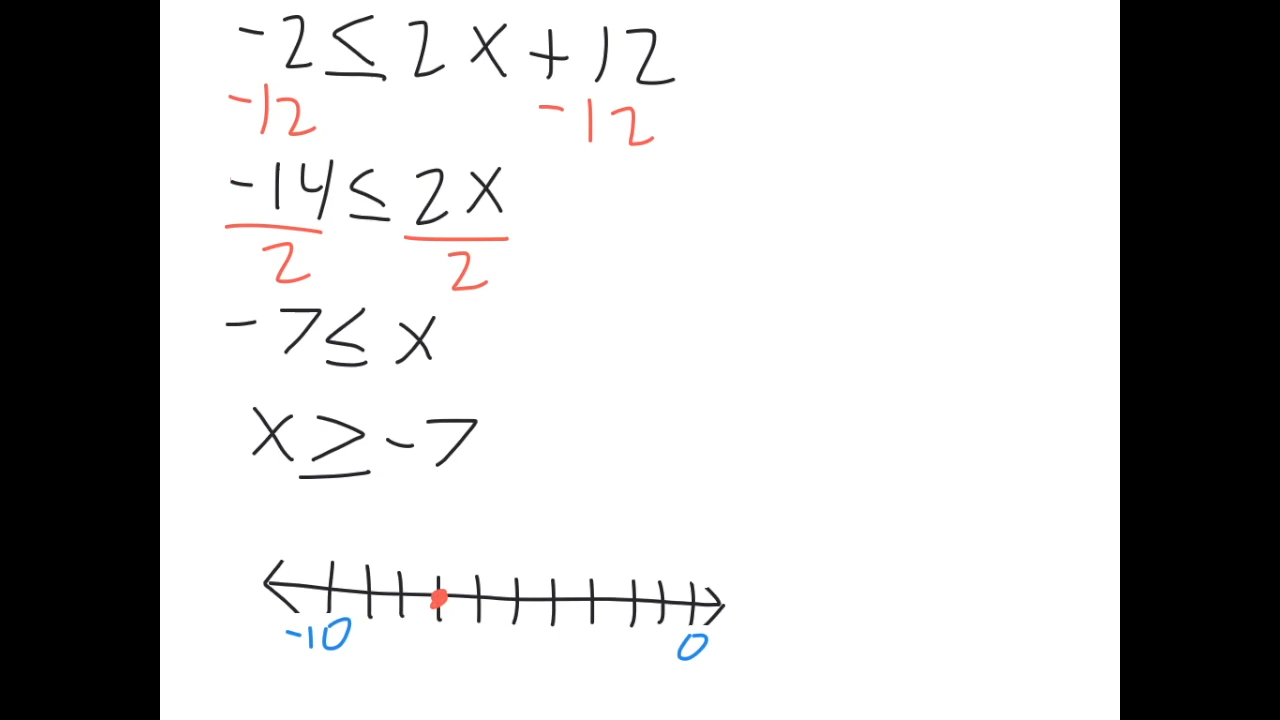 -2 ≤ 2x + 12
-12 -12
-14 ≤ 2x
2 2
-7 ≤ x
x ≥ -7
-10 0